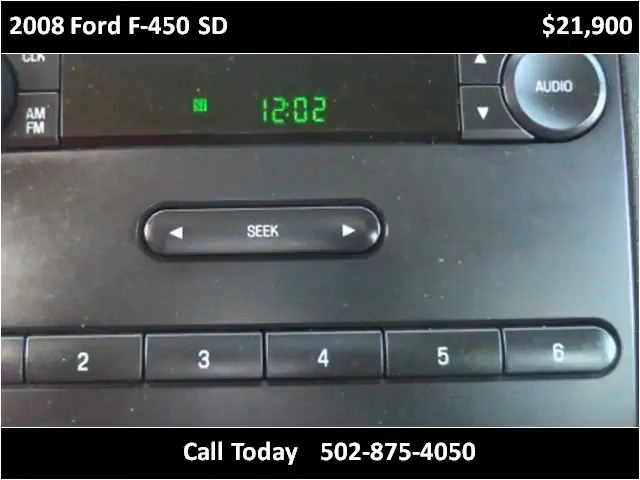 2008 Ford F-450 SD $21,900
CLK
AM
FM
12:02
AUDIO
SEEK
2 3 4 5 6
Call Today 502-875-4050